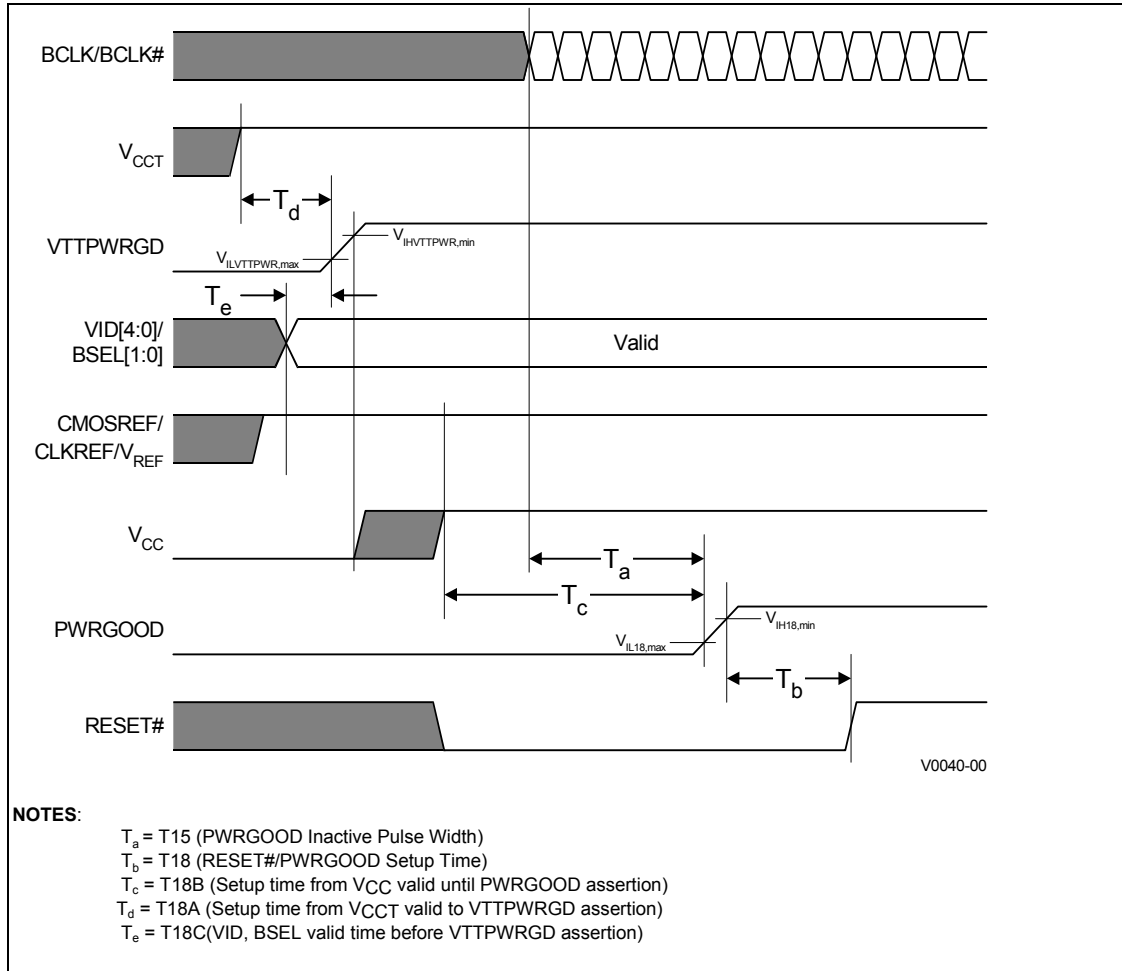 BCLK/BCLK#
VCCT
Td
VTTPWRGD
VIHVTTPWR,min
VILVTTPWR,max
Te
VID[4:0]/
BSEL[1:0]
Valid
CMOSREF/
CLKREF/VREF
VCC
Ta
Tc
PWRGOOD
VIH18,min
VIL18,max
Tb
RESET#
V0040-00
NOTES:
Ta = T15 (PWRGOOD Inactive Pulse Width)
Tb = T18 (RESET#/PWRGOOD Setup Time)
Tc = T18B (Setup time from VCC valid until PWRGOOD assertion)
Td = T18A (Setup time from VCCT valid to VTTPWRGD assertion)
Te = T18C(VID, BSEL valid time before VTTPWRGD assertion)